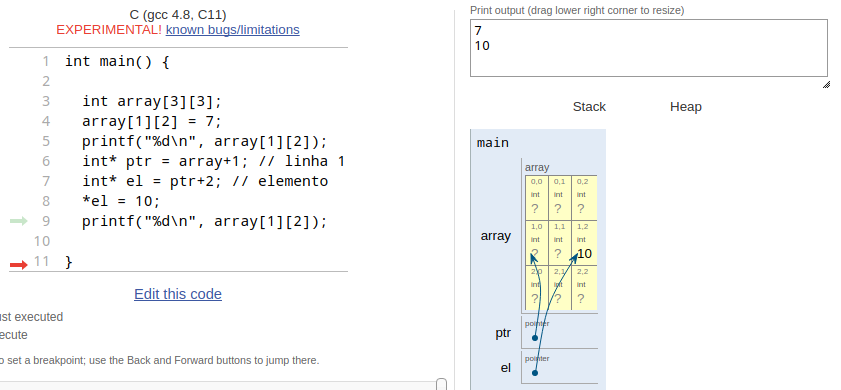 C (gcc 4.8, C11)
EXPERIMENTAL! known bugs/limitations
1 int main() {
2
3 int array[3][3];
4 array[1][2] = 7;
5 printf("%d\n", array[1][2]);
6 int* ptr = array+1; // linha 1
7 int* el = ptr+2; // elemento
8 *el = 10;
9 printf("%d\n", array[1][2]);
10
11 }
Edit this code
ust executed
ecute
o set a breakpoint; use the Back and Forward buttons to jump there.
Print output (drag lower right corner to resize)
7
10
Stack Heap
main
array
array
0,0 0,1 0,2
int int int
? ? ?
1,0 1,1 1,2
int int int
? ? 10
2,0 2,1 2,2
int int int
? ? ?
ptr
pointer
el
pointer